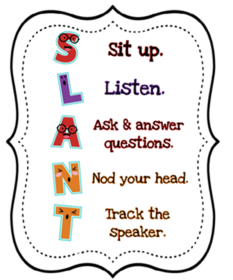 S Sit up.
L Listen.
A Ask & answer
questions.
N Nod your head.
T Track the
speaker.